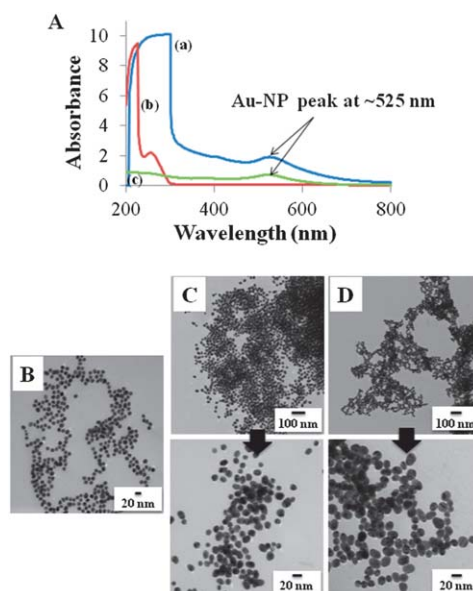 A
Absorbance
10
8
6
4
2
0
(a)
(b)
(c)
Au-NP peak at ~525 nm
200 400 600 800
Wavelength (nm)
B
20 nm
C
100 nm
20 nm
D
100 nm
20 nm